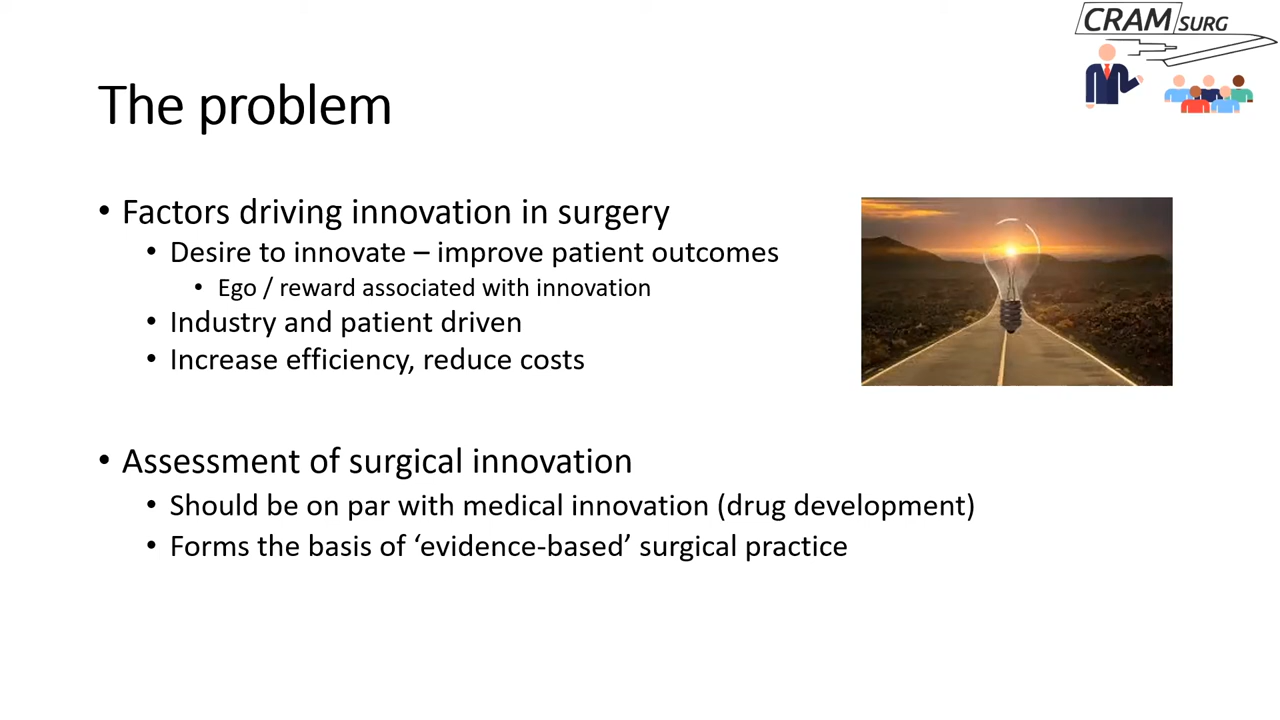 CRAM SURG
The problem
• Factors driving innovation in surgery
• Desire to innovate – improve patient outcomes
• Ego / reward associated with innovation
• Industry and patient driven
• Increase efficiency, reduce costs
• Assessment of surgical innovation
• Should be on par with medical innovation (drug development)
• Forms the basis of ‘evidence-based’ surgical practice